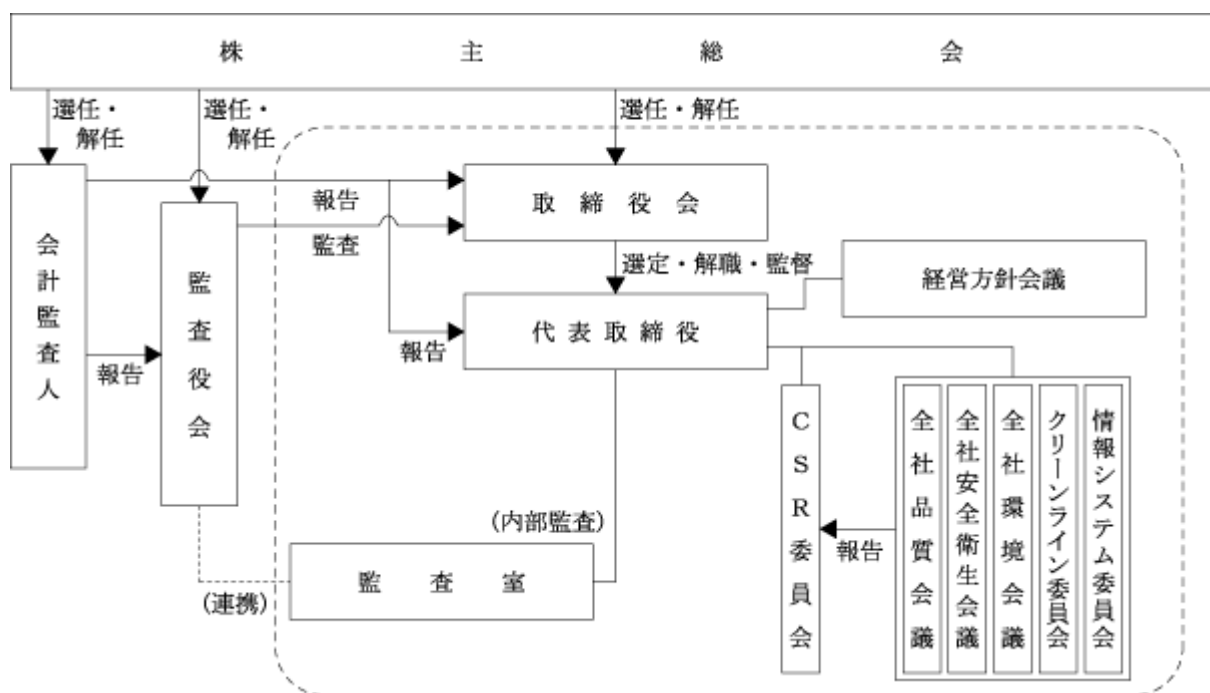 株主総会
選任・
解任
選任・
解任
選任・解任
会計監査人
監査役会
報告
監査
取締役会
選定・解職・監督
経営方針会議
代表取締役
報告
報告
(内部監査)
監査室
(連携)
CSR委員会
報告
全社品質会議
全社安全衛生会議
全社環境会議
クリーンライン委員会
情報システム委員会